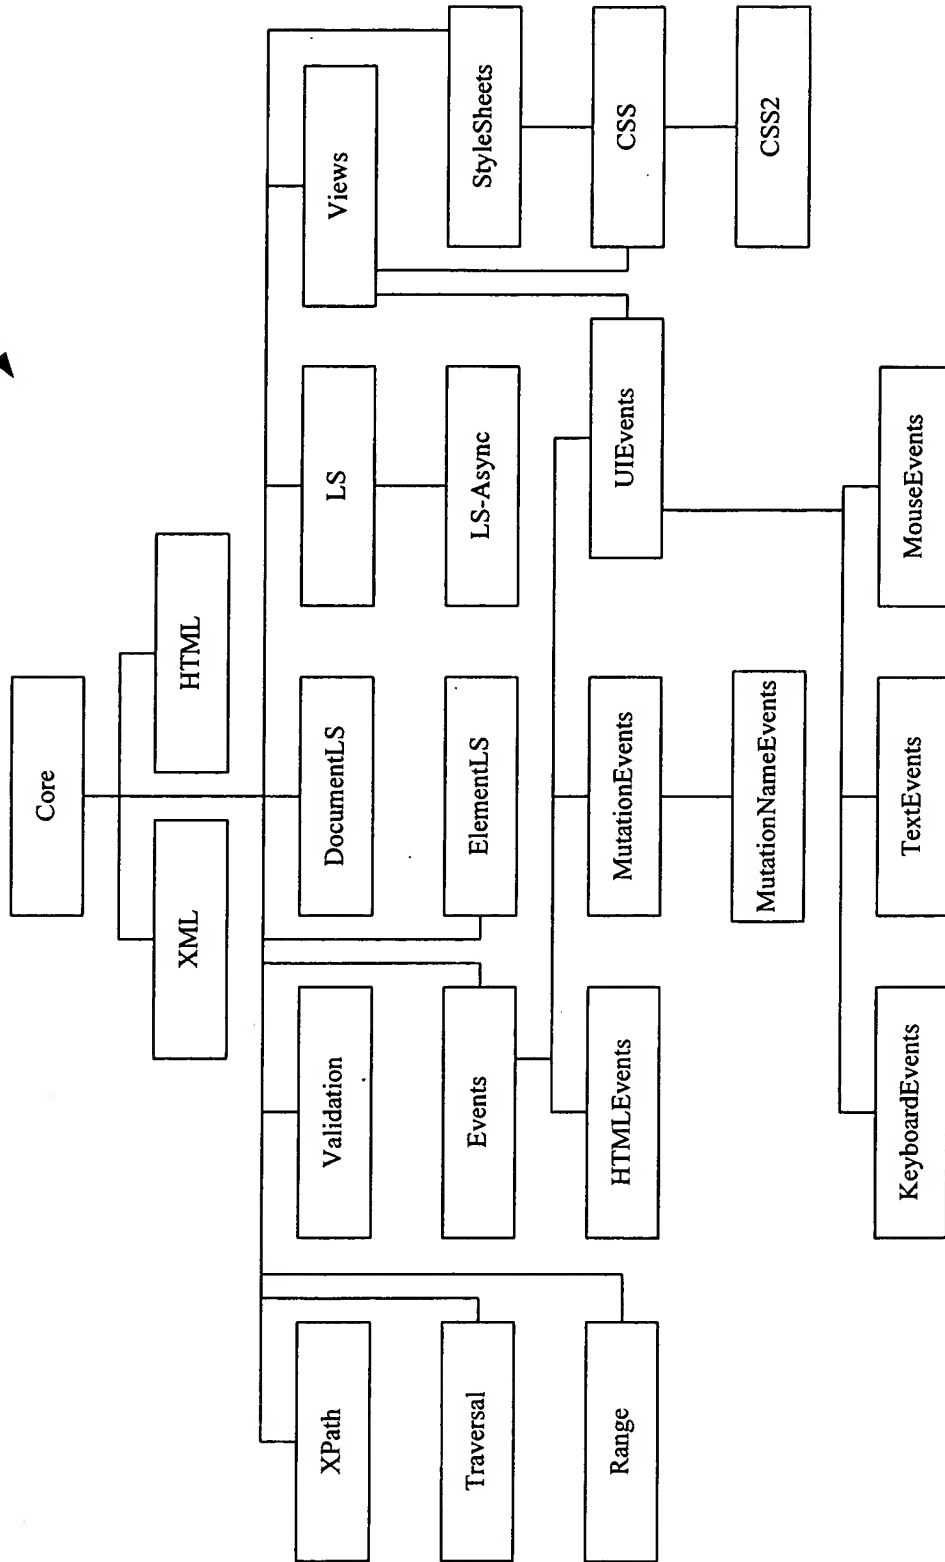 Core
XML
HTML
XPath
Validation
DocumentLS
LS
Views
Traversal
Events
ElementLS
LS-Async
StyleSheets
Range
HTMLEvents
MutationEvents
UIEvents
CSS
MutationNameEvents
CSS2
KeyboardEvents
TextEvents
MouseEvents